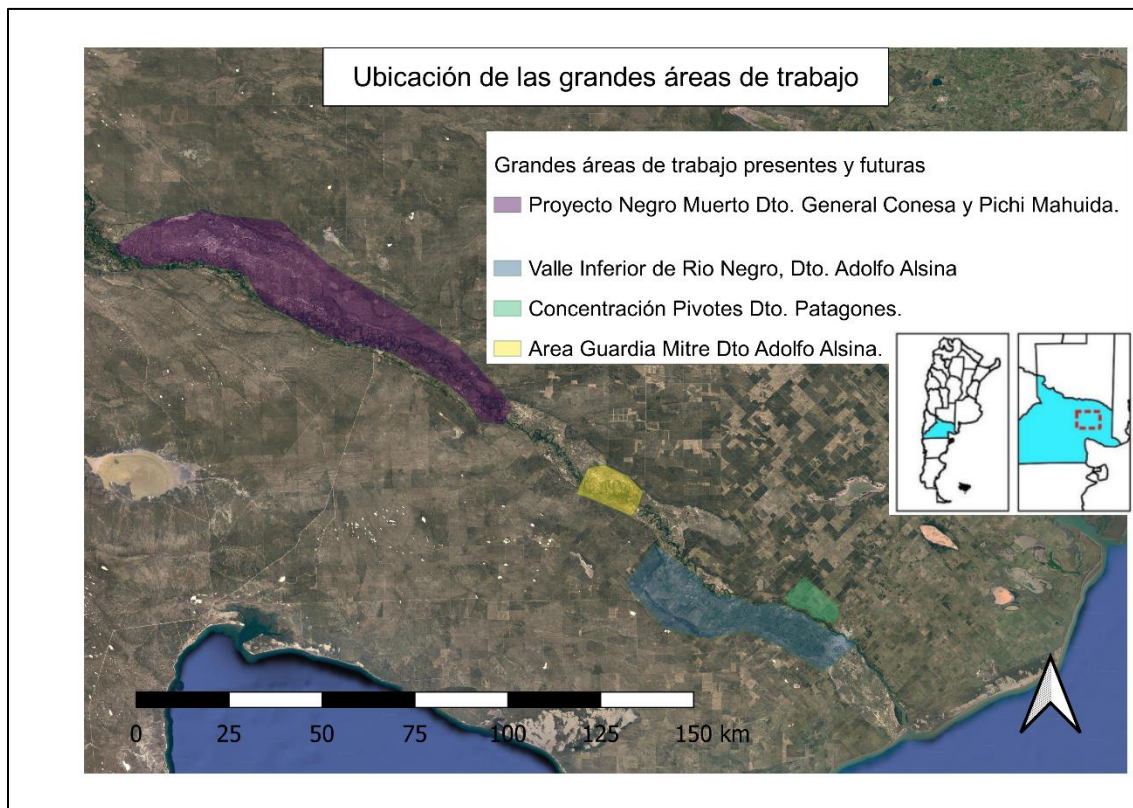 Ubicación de las grandes áreas de trabajo
Grandes áreas de trabajo presentes y futuras
Proyecto Negro Muerto Dto. General Conesa y Pichi Mahuida.
Valle Inferior de Rio Negro, Dto. Adolfo Alsina
Concentración Pivotes Dto. Patagones.
Area Guardia Mitre Dto Adolfo Alsina.
0 25 50 75 100 125 150 km